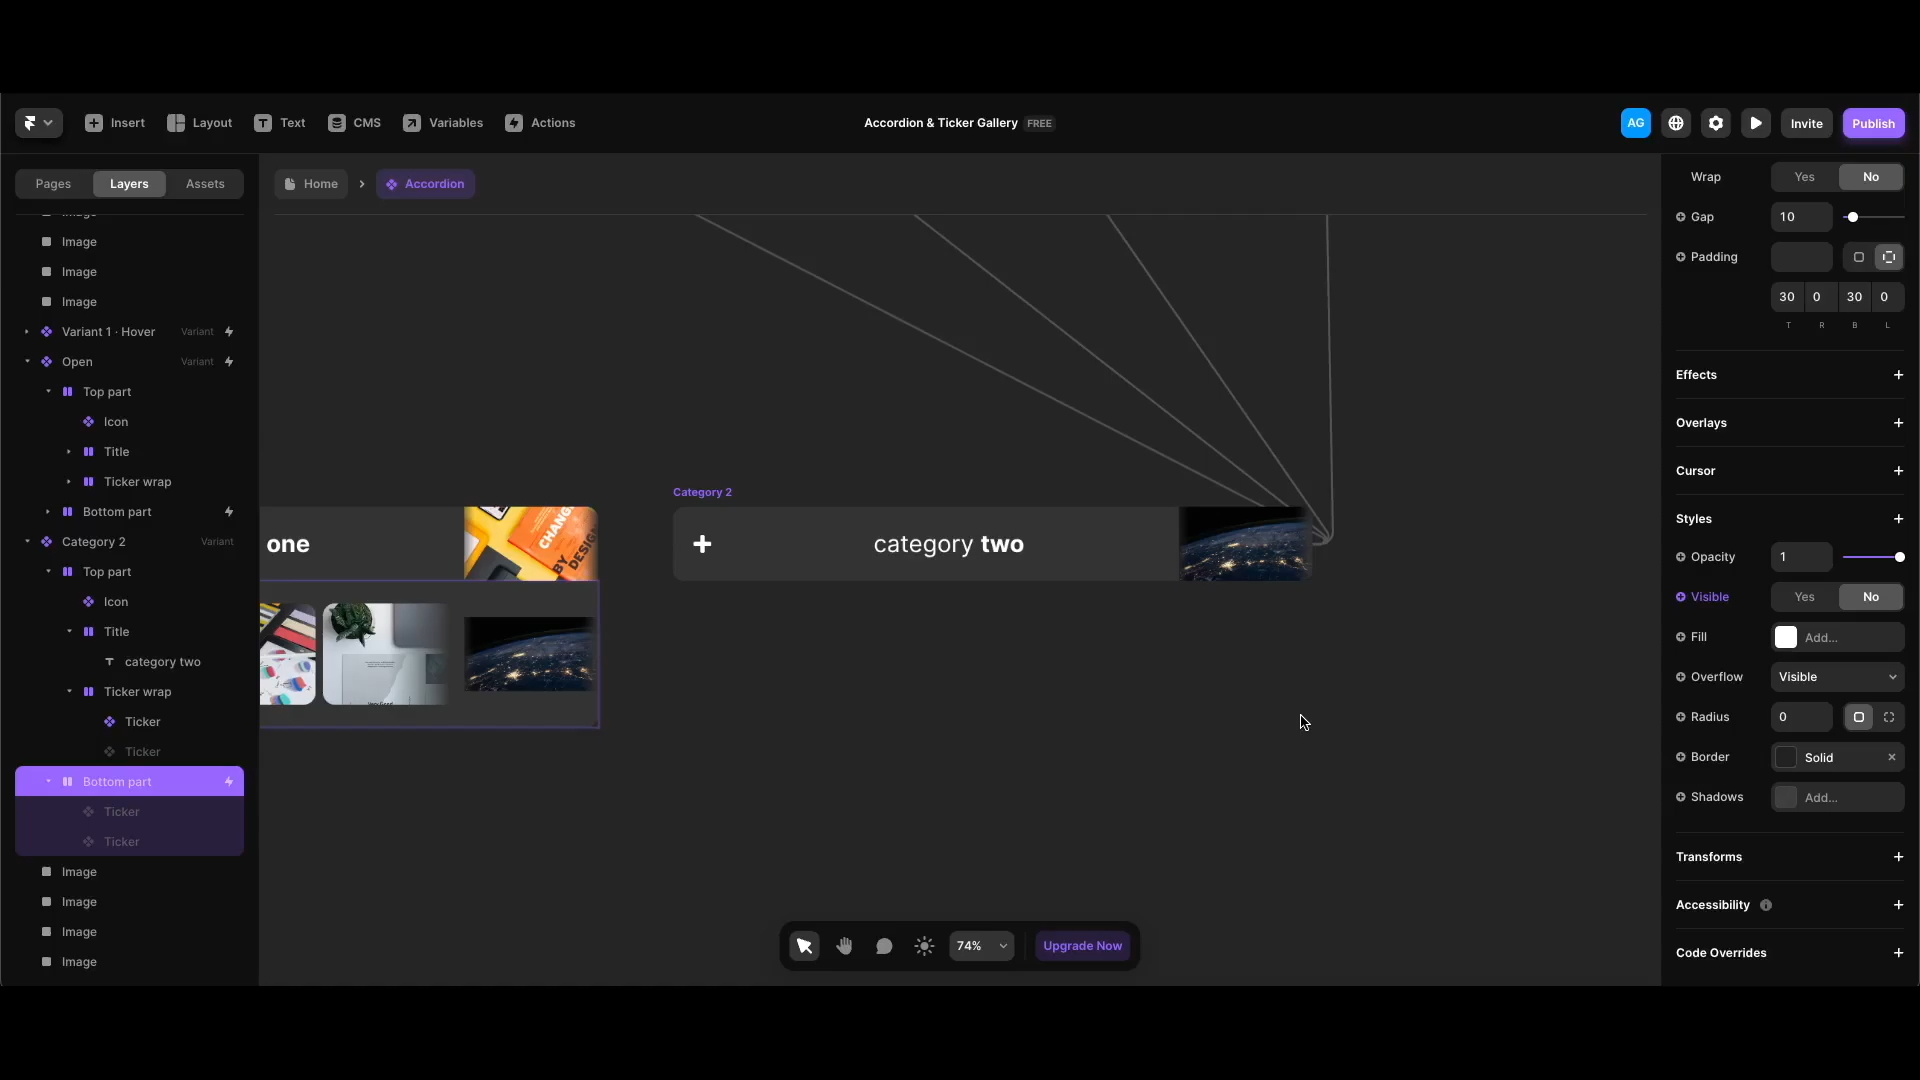 Insert
Layout
Text
CMS
Variables
Actions
Accordion & Ticker Gallery FREE
AG
Invite
Publish
Pages
Layers
Assets
Image
Image
Image
Variant 1 · Hover Variant
Open Variant
Top part
Icon
Title
Ticker wrap
Bottom part
Category 2 Variant
Top part
Icon
Title
category two
Ticker wrap
Ticker
Ticker
Bottom part
Ticker
Ticker
Image
Image
Image
Image
Home
Accordion
one
CHANGE
BY DESIGN
Category 2
category two
74%
Upgrade Now
Wrap Yes No
Gap 10
Padding
30 0 30 0
T R B L
Effects
Overlays
Cursor
Styles
Opacity 1
Visible Yes No
Fill Add...
Overflow Visible
Radius 0
Border Solid
Shadows Add...
Transforms
Accessibility
Code Overrides